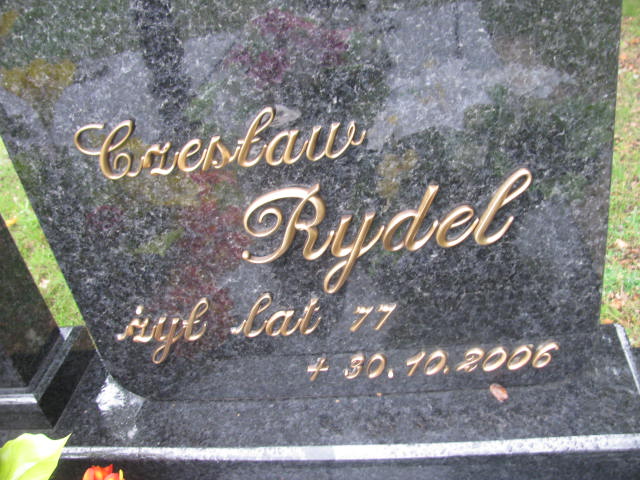 Czesław
Rydel
żył lat 77
+ 30.10.2006